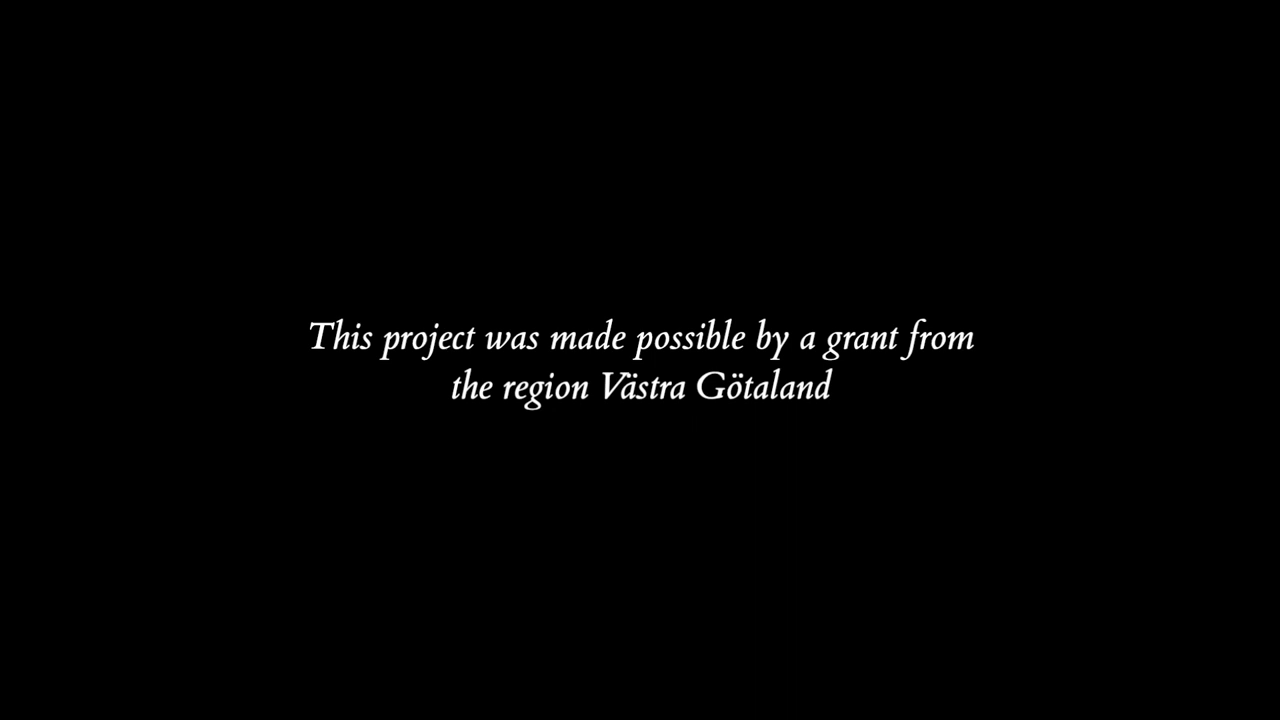 This project was made possible by a grant from
the region Västra Götaland